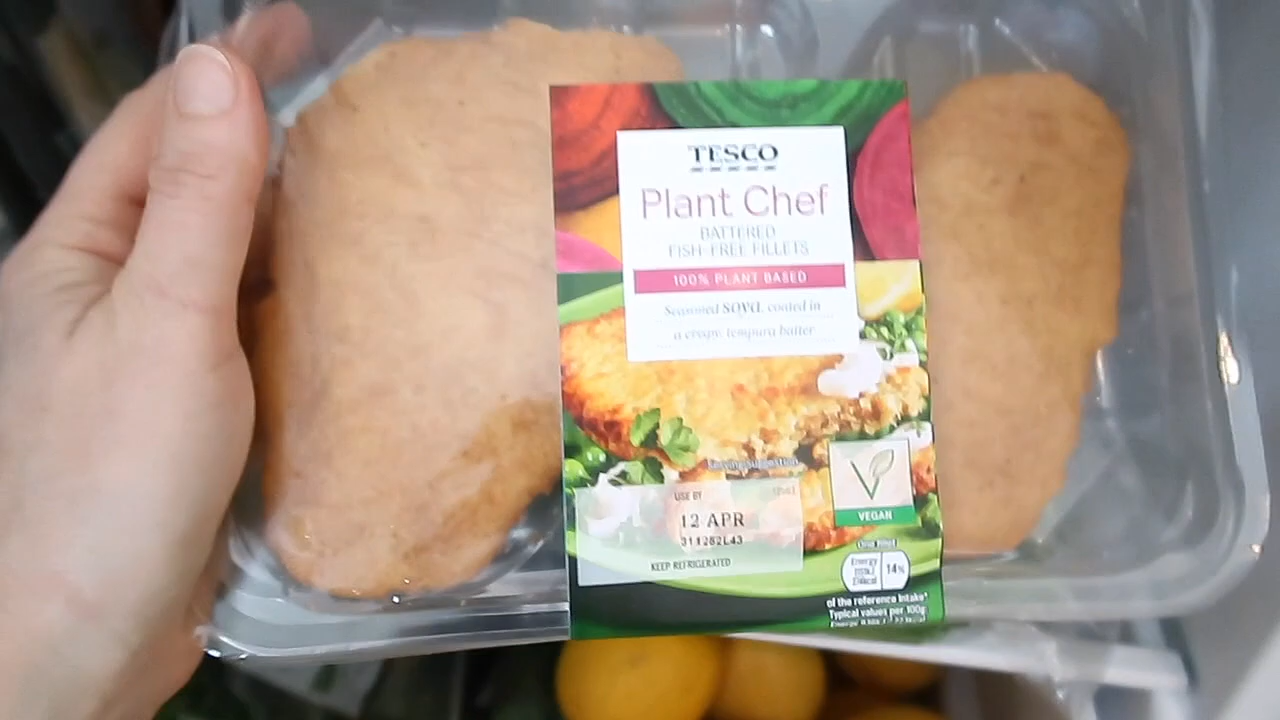 TESCO
Plant Chef
BATTERED
FISH-FREE FILLETS
100% PLANT BASED
Seasoned SOYA, coated in
a crispy, tempura batter
Serving suggestion
USE BY
12 APR
311282L43
KEEP REFRIGERATED
VEGAN
Energy
14%
of the reference intake*
Typical values per 100g: